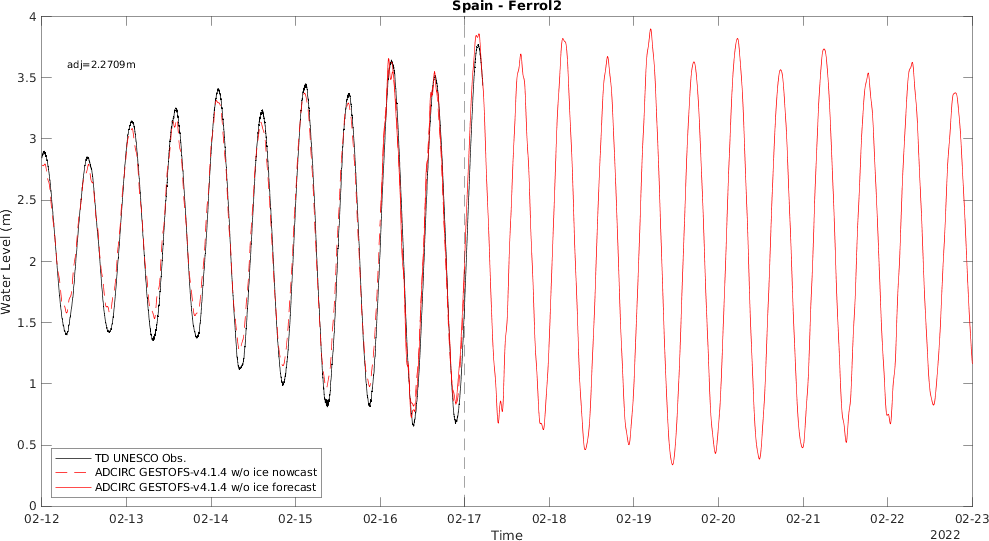 Spain - Ferrol2
adj=2.2709m
4
3.5
3
2.5
2
1.5
1
0.5
0
Water Level (m)
TD UNESCO Obs.
ADCIRC GESTOFS-v4.1.4 w/o ice nowcast
ADCIRC GESTOFS-v4.1.4 w/o ice forecast
02-12 02-13 02-14 02-15 02-16 02-17 02-18 02-19 02-20 02-21 02-22 02-23
Time
2022